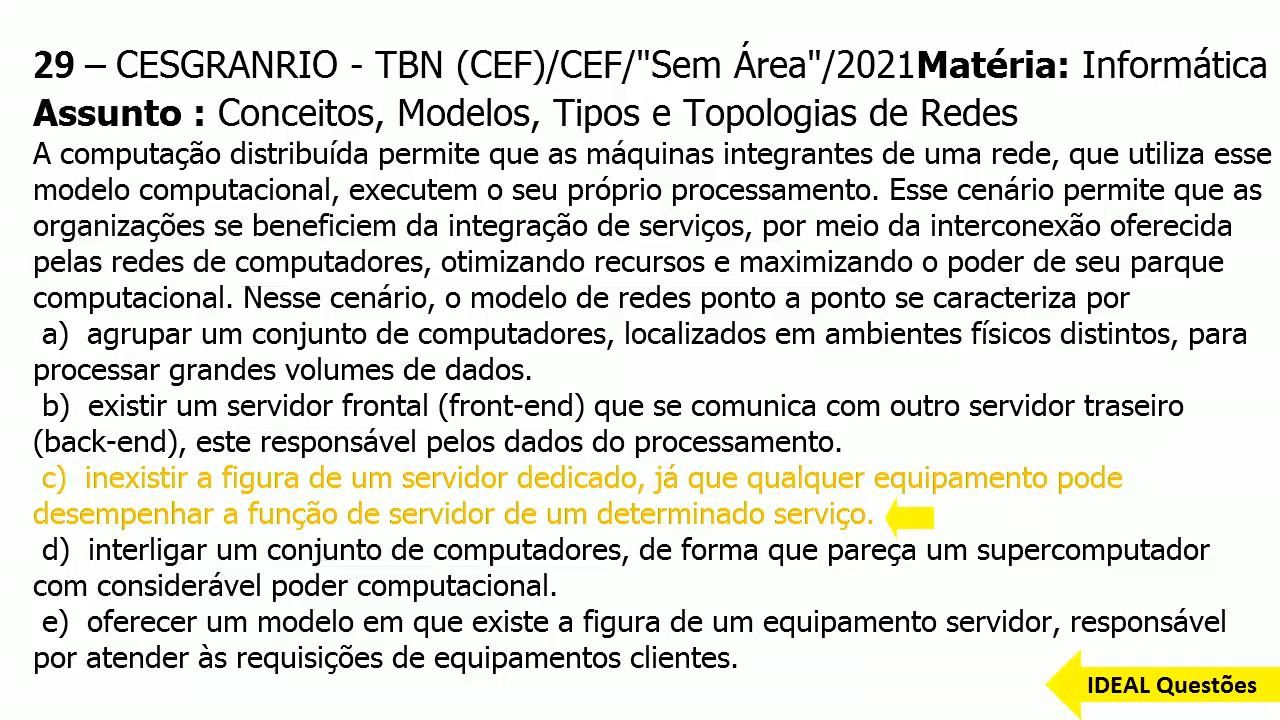 29 – CESGRANRIO - TBN (CEF)/CEF/"Sem Área"/2021Matéria: Informática
Assunto : Conceitos, Modelos, Tipos e Topologias de Redes
A computação distribuída permite que as máquinas integrantes de uma rede, que utiliza esse
modelo computacional, executem o seu próprio processamento. Esse cenário permite que as
organizações se beneficiem da integração de serviços, por meio da interconexão oferecida
pelas redes de computadores, otimizando recursos e maximizando o poder de seu parque
computacional. Nesse cenário, o modelo de redes ponto a ponto se caracteriza por
a) agrupar um conjunto de computadores, localizados em ambientes físicos distintos, para
processar grandes volumes de dados.
b) existir um servidor frontal (front-end) que se comunica com outro servidor traseiro
(back-end), este responsável pelos dados do processamento.
c) inexistir a figura de um servidor dedicado, já que qualquer equipamento pode
desempenhar a função de servidor de um determinado serviço.
d) interligar um conjunto de computadores, de forma que pareça um supercomputador
com considerável poder computacional.
e) oferecer um modelo em que existe a figura de um equipamento servidor, responsável
por atender às requisições de equipamentos clientes.
IDEAL Questões